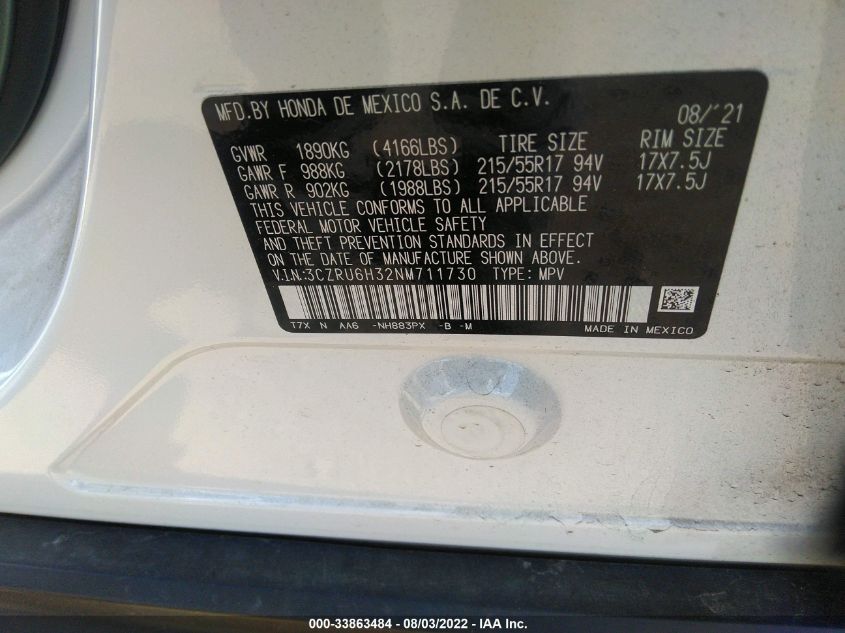 MFD.BY HONDA DE MEXICO S.A. DE C.V. 08/'21
GVWR 1890KG (4166LBS) TIRE SIZE RIM SIZE
GAWR F 988KG (2178LBS) 215/55R17 94V 17X7.5J
GAWR R 902KG (1988LBS) 215/55R17 94V 17X7.5J
THIS VEHICLE CONFORMS TO ALL APPLICABLE
FEDERAL MOTOR VEHICLE SAFETY
AND THEFT PREVENTION STANDARDS IN EFFECT
ON THE DATE OF MANUFACTURE SHOWN ABOVE.
V.I.N:3CZRU6H32NM711730 TYPE: MPV
T7X N AA6 -NH883PX -B -M MADE IN MEXICO
000-33863484 - 08/03/2022 - IAA Inc.